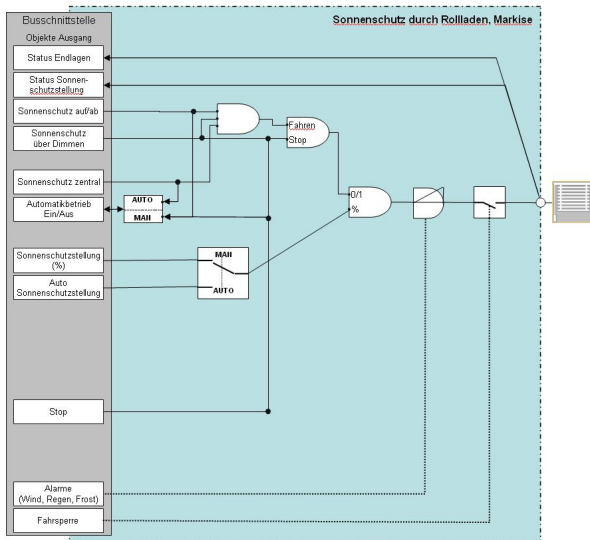 Busschnittstelle
Objekte Ausgang
Sonnenschutz durch Rollladen, Markise
Status Endlagen
Status Sonnen-
schutzstellung
Sonnenschutz auf/ab
Sonnenschutz
über Dimmen
Fahren
Stop
Sonnenschutz zentral
Automatikbetrieb
Ein/Aus
AUTO
MAN
0/1
%
Sonnenschutzstellung
(%)
Auto
Sonnenschutzstellung
MAN
AUTO
Stop
Alarme
(Wind, Regen, Frost)
Fahrsperre